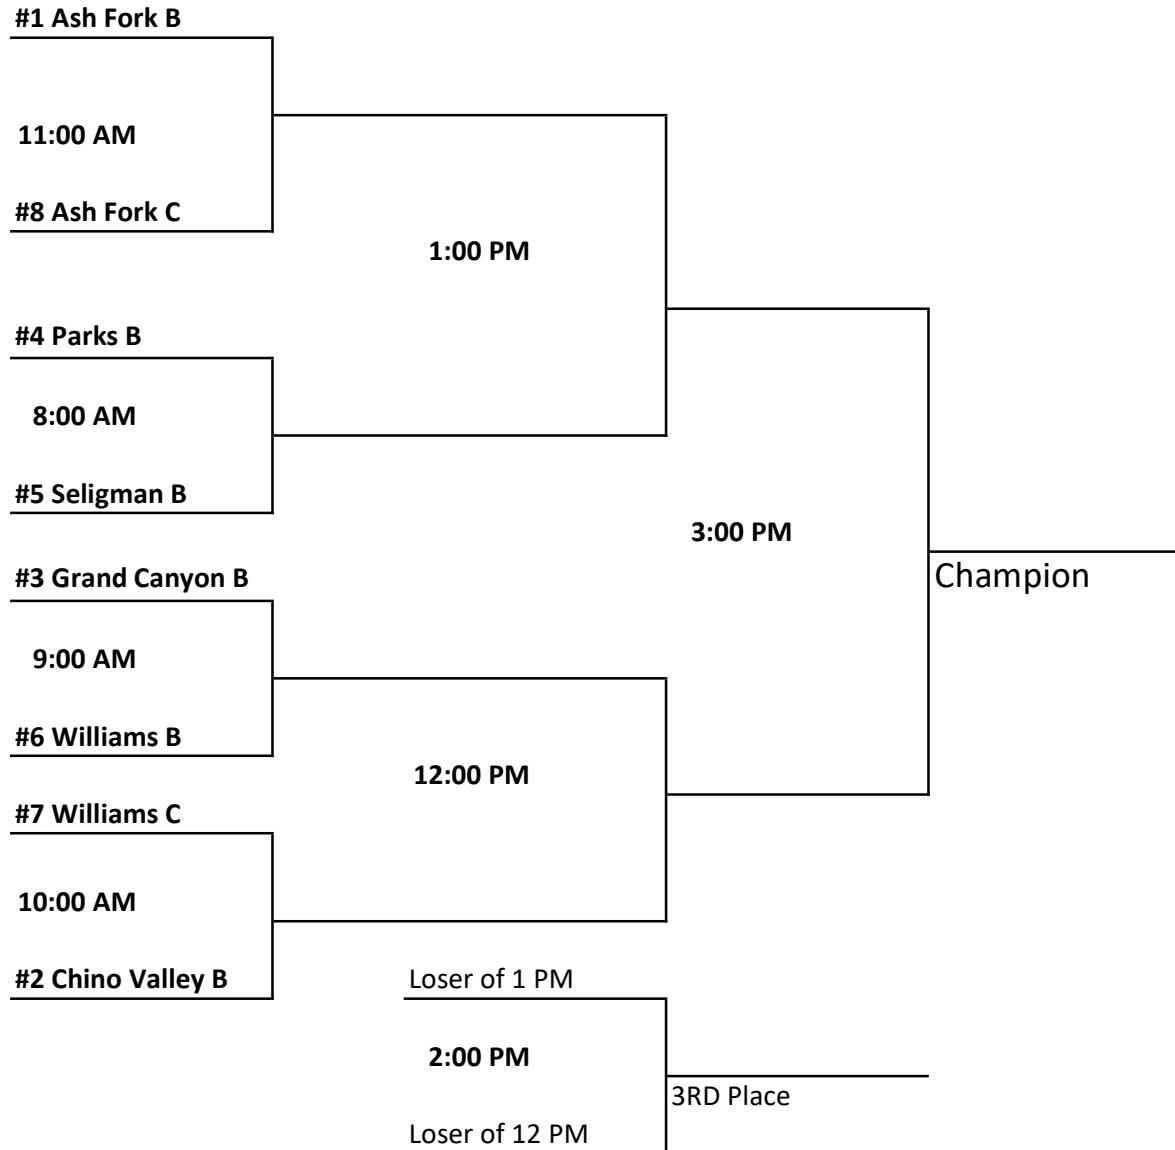 #1 Ash Fork B
11:00 AM
#8 Ash Fork C
1:00 PM
#4 Parks B
8:00 AM
#5 Seligman B
3:00 PM
#3 Grand Canyon B
Champion
9:00 AM
#6 Williams B
12:00 PM
#7 Williams C
10:00 AM
#2 Chino Valley B
Loser of 1 PM
2:00 PM
3RD Place
Loser of 12 PM